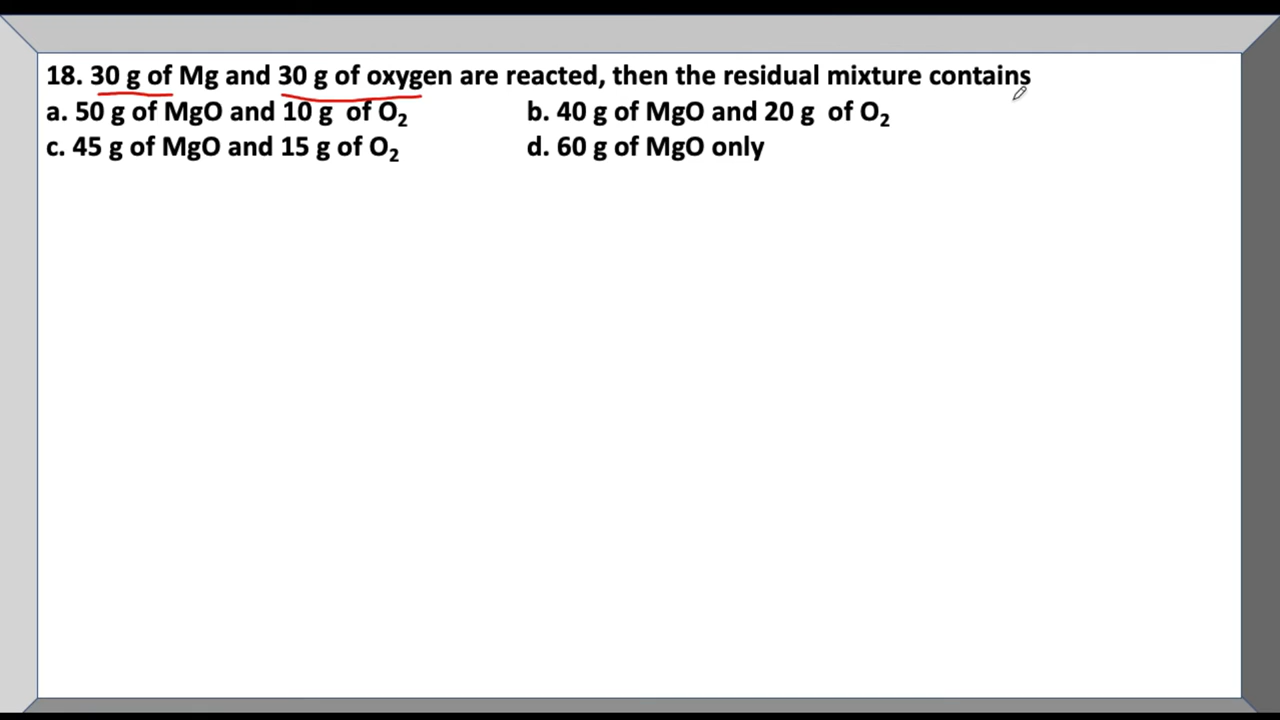 18. 30 g of Mg and 30 g of oxygen are reacted, then the residual mixture contains
a. 50 g of MgO and 10 g of O₂ b. 40 g of MgO and 20 g of O₂
c. 45 g of MgO and 15 g of O₂ d. 60 g of MgO only